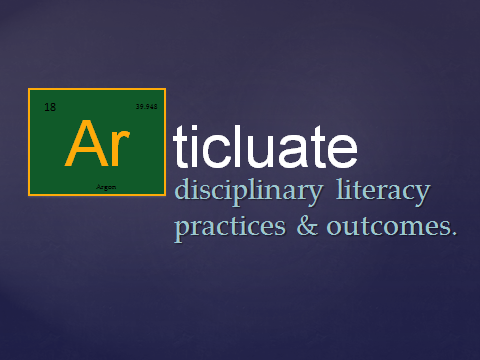 18 39.948
Ar
Argon
ticluate
disciplinary literacy
practices & outcomes.